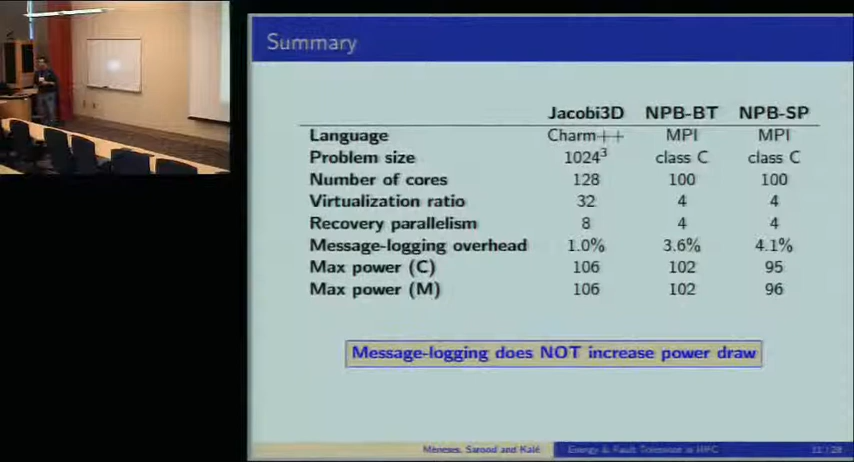 Summary
Jacobi3D NPB-BT NPB-SP
Language Charm++ MPI MPI
Problem size 1024³ class C class C
Number of cores 128 100 100
Virtualization ratio 32 4 4
Recovery parallelism 8 4 4
Message-logging overhead 1.0% 3.6% 4.1%
Max power (C) 106 102 95
Max power (M) 106 102 96
Message-logging does NOT increase power draw
Meneses, Sarood and Kalé Energy & Fault Tolerance in HPC